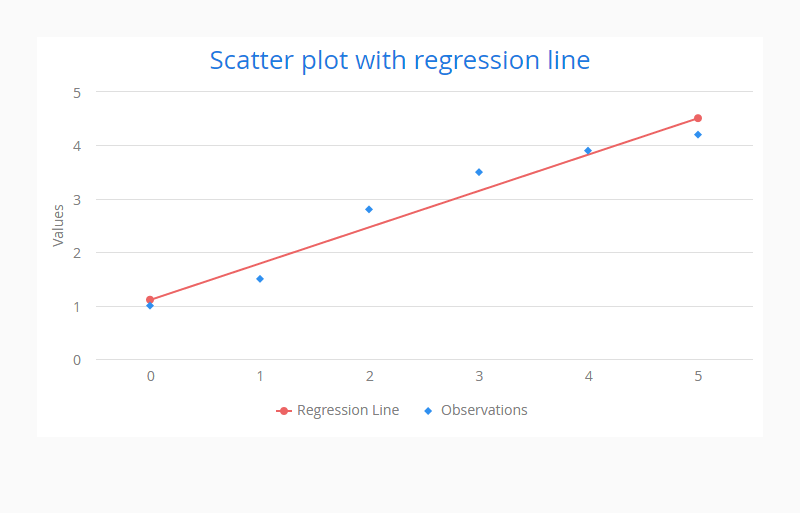 Scatter plot with regression line
5
4
3
2
1
0
Values
0 1 2 3 4 5
Regression Line Observations